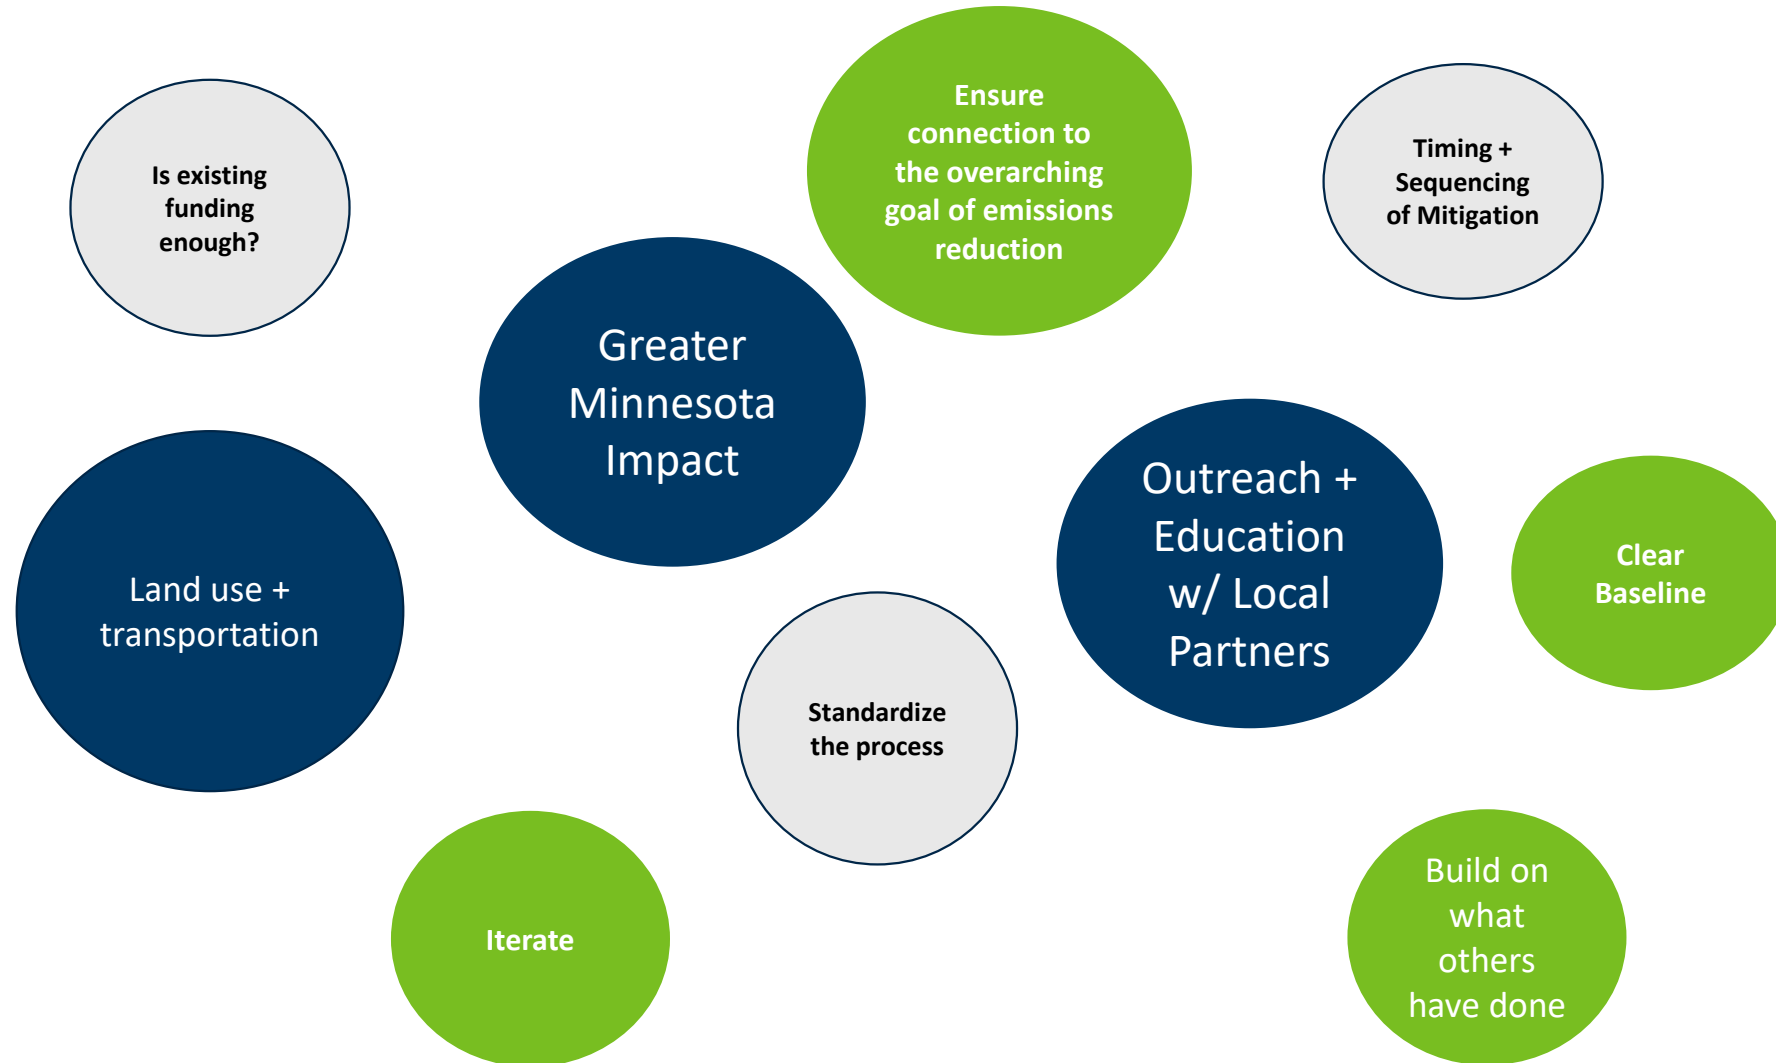 Ensure
connection to
the overarching
goal of emissions
reduction
Is existing
funding
enough?
Timing +
Sequencing
of Mitigation
Greater
Minnesota
Impact
Outreach +
Education
w/ Local
Partners
Land use +
transportation
Clear
Baseline
Standardize
the process
Iterate
Build on
what
others
have done